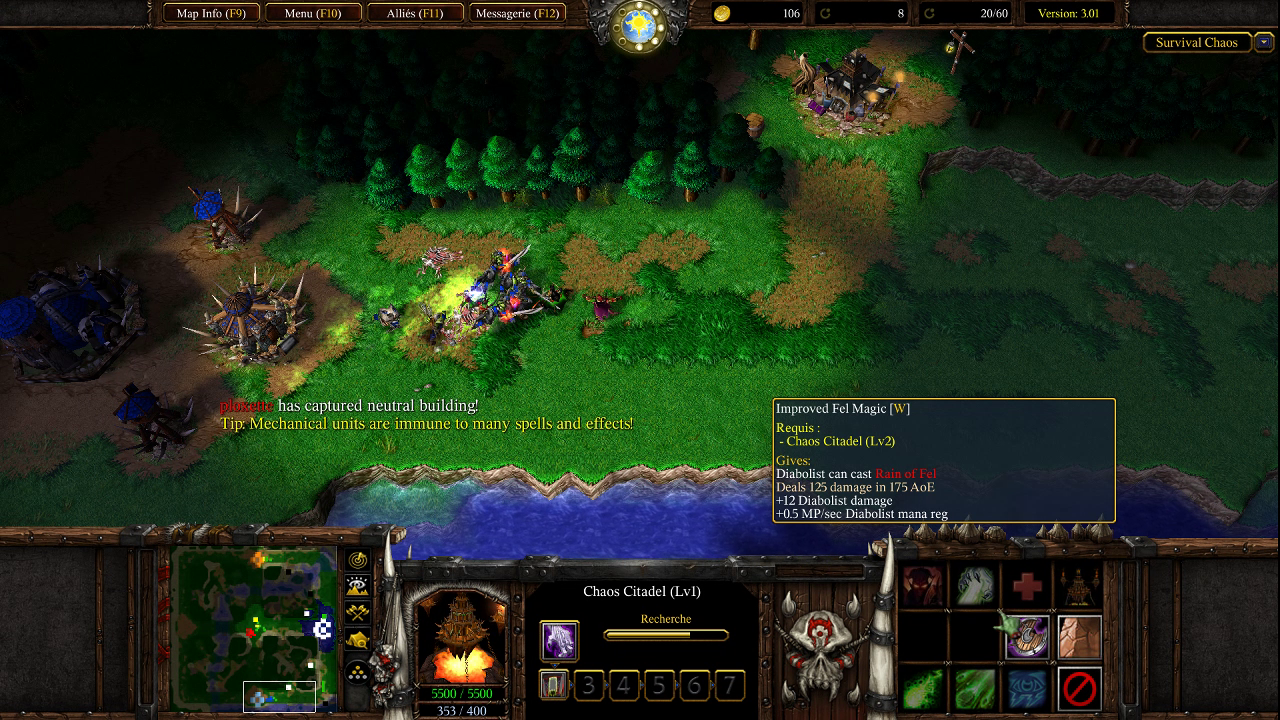 Map Info (F9)
Menu (F10)
Alliés (F11)
Messagerie (F12)
106
8
20/60
Version: 3.01
Survival Chaos
ploxette has captured neutral building!
Tip: Mechanical units are immune to many spells and effects!
Improved Fel Magic [W]
Requis :
- Chaos Citadel (Lv2)
Gives:
Diabolist can cast Rain of Fel
Deals 125 damage in 175 AoE
+12 Diabolist damage
+0.5 MP/sec Diabolist mana reg
Chaos Citadel (Lv1)
Recherche
3 4 5 6 7
5500 / 5500
353 / 400